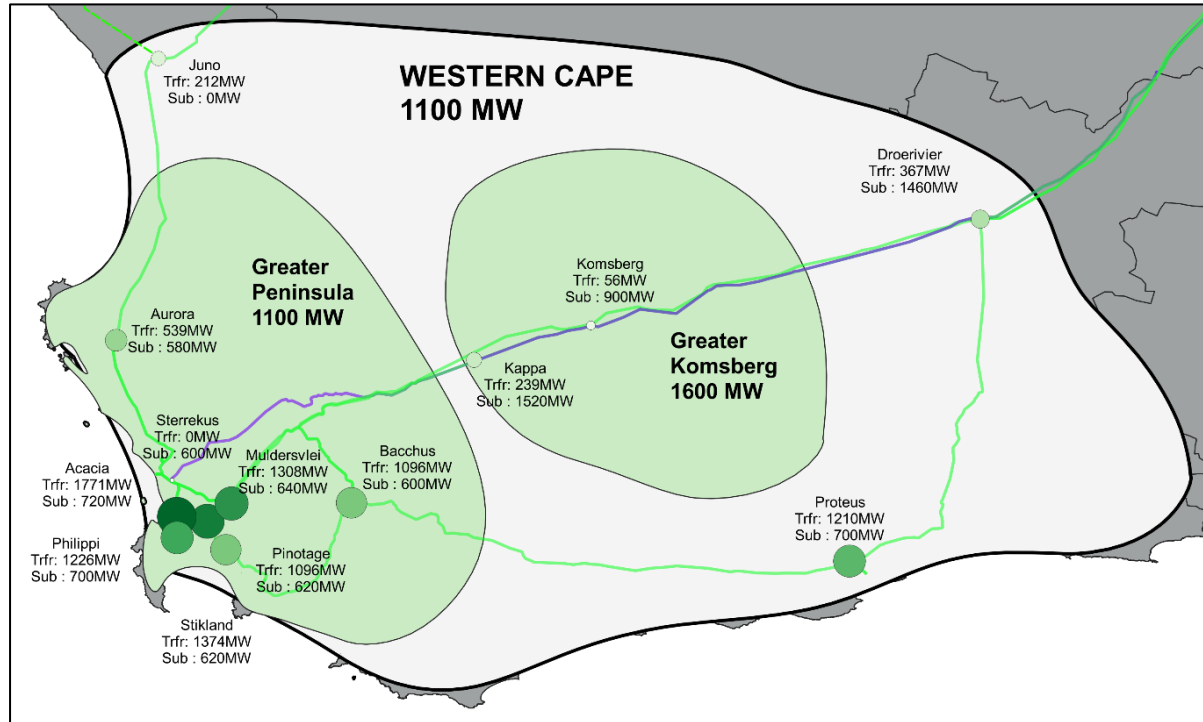 Juno
Trfr: 212MW
Sub : 0MW
WESTERN CAPE
1100 MW
Droerivier
Trfr: 367MW
Sub : 1460MW
Greater
Peninsula
1100 MW
Komsberg
Trfr: 56MW
Sub : 900MW
Aurora
Trfr: 539MW
Sub : 580MW
Greater
Komsberg
1600 MW
Kappa
Trfr: 239MW
Sub : 1520MW
Sterrekus
Trfr: 0MW
Sub : 600MW
Muldersvlei
Trfr: 1308MW
Sub : 640MW
Bacchus
Trfr: 1096MW
Sub : 600MW
Acacia
Trfr: 1771MW
Sub : 720MW
Proteus
Trfr: 1210MW
Sub : 700MW
Philippi
Trfr: 1226MW
Sub : 700MW
Pinotage
Trfr: 1096MW
Sub : 620MW
Stikland
Trfr: 1374MW
Sub : 620MW